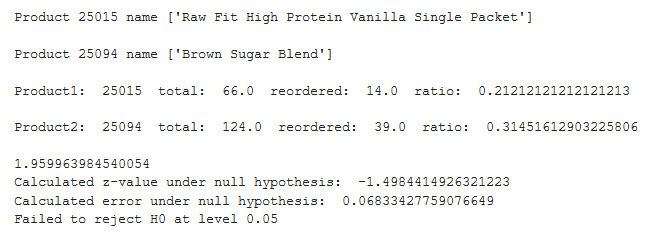 Product 25015 name ['Raw Fit High Protein Vanilla Single Packet']
Product 25094 name ['Brown Sugar Blend']
Product1:  25015  total:  66.0  reordered:  14.0  ratio:  0.21212121212121213
Product2:  25094  total:  124.0  reordered:  39.0  ratio:  0.31451612903225806
1.959963984540054
Calculated z-value under null hypothesis:  -1.4984414926321223
Calculated error under null hypothesis:  0.06833427759076649
Failed to reject H0 at level 0.05